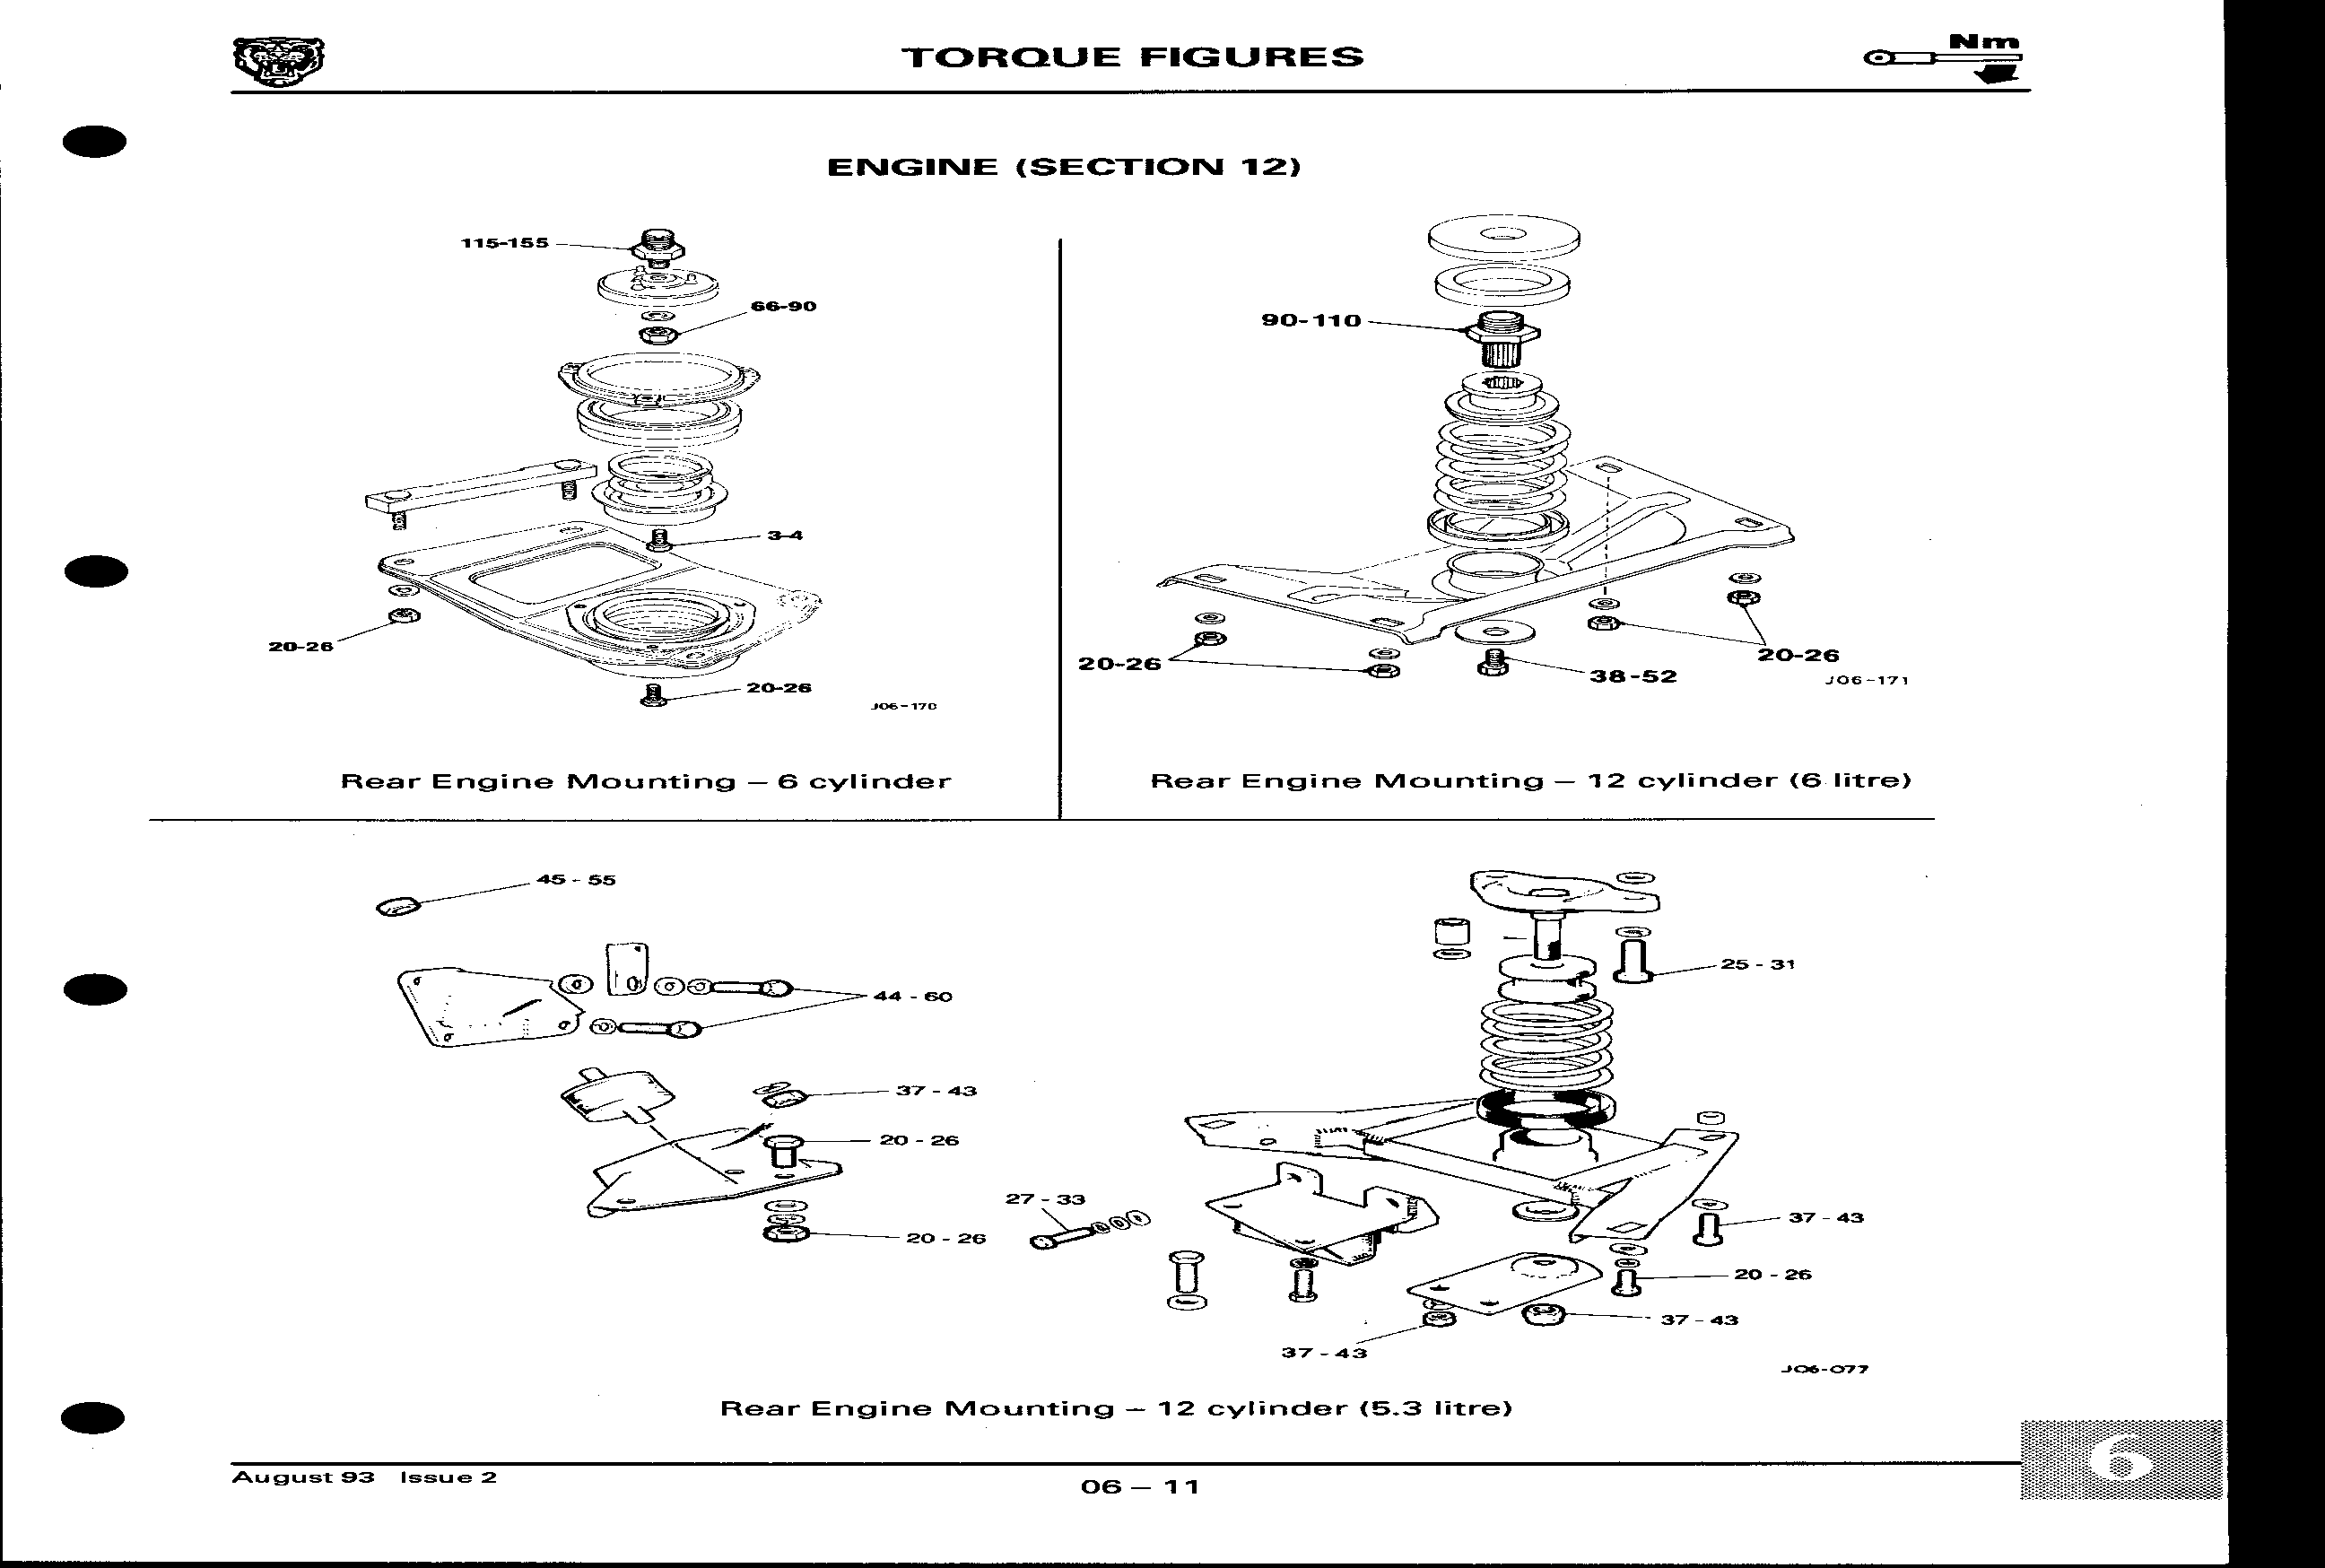 TORQUE FIGURES
Nm
ENGINE (SECTION 12)
115-155
66-90
3-4
20-26
20-26
J06-170
Rear Engine Mounting – 6 cylinder
90-110
20-26
38-52
20-26
J06-171
Rear Engine Mounting – 12 cylinder (6 litre)
45 - 55
44 - 60
37 - 43
20 - 26
20 - 26
27 - 33
25 - 31
37 - 43
20 - 26
37 - 43
37 - 43
J06-077
Rear Engine Mounting – 12 cylinder (5.3 litre)
August 93 Issue 2
06 – 11
6